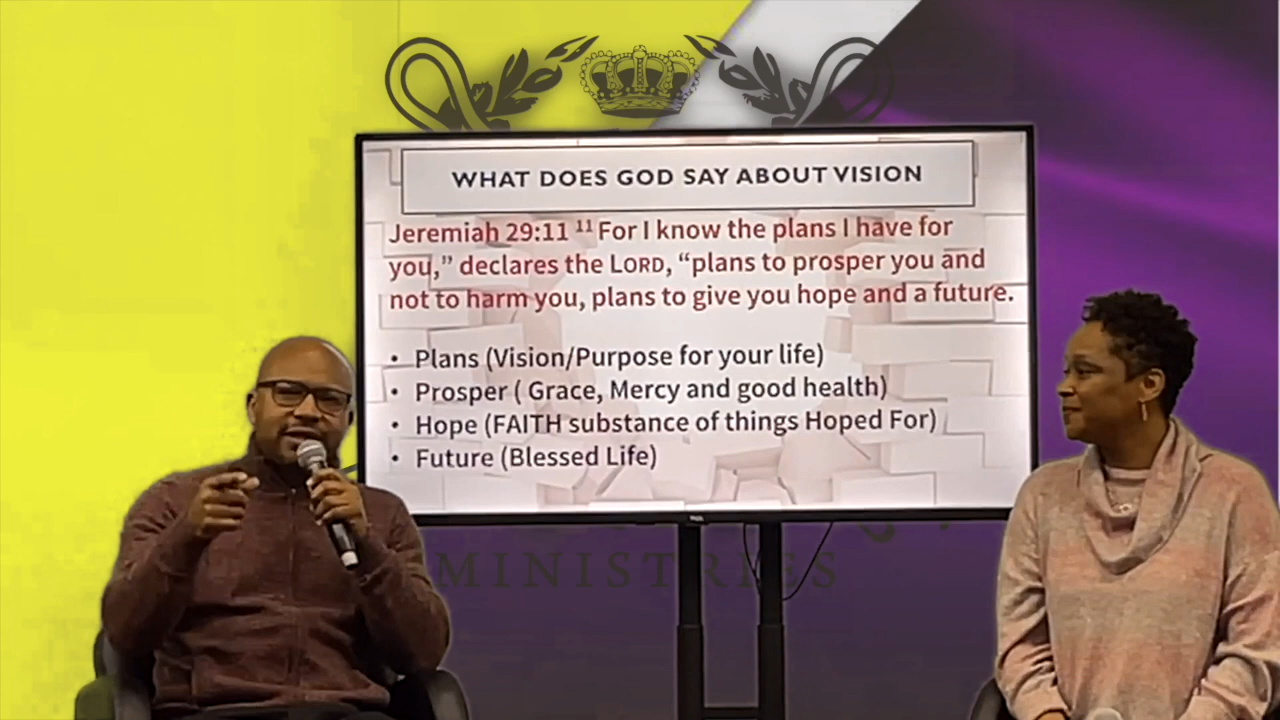 WHAT DOES GOD SAY ABOUT VISION
Jeremiah 29:11 ¹¹ For I know the plans I have for
you,” declares the LORD, “plans to prosper you and
not to harm you, plans to give you hope and a future.
• Plans (Vision/Purpose for your life)
• Prosper ( Grace, Mercy and good health)
• Hope (FAITH substance of things Hoped For)
• Future (Blessed Life)
MINISTRIES